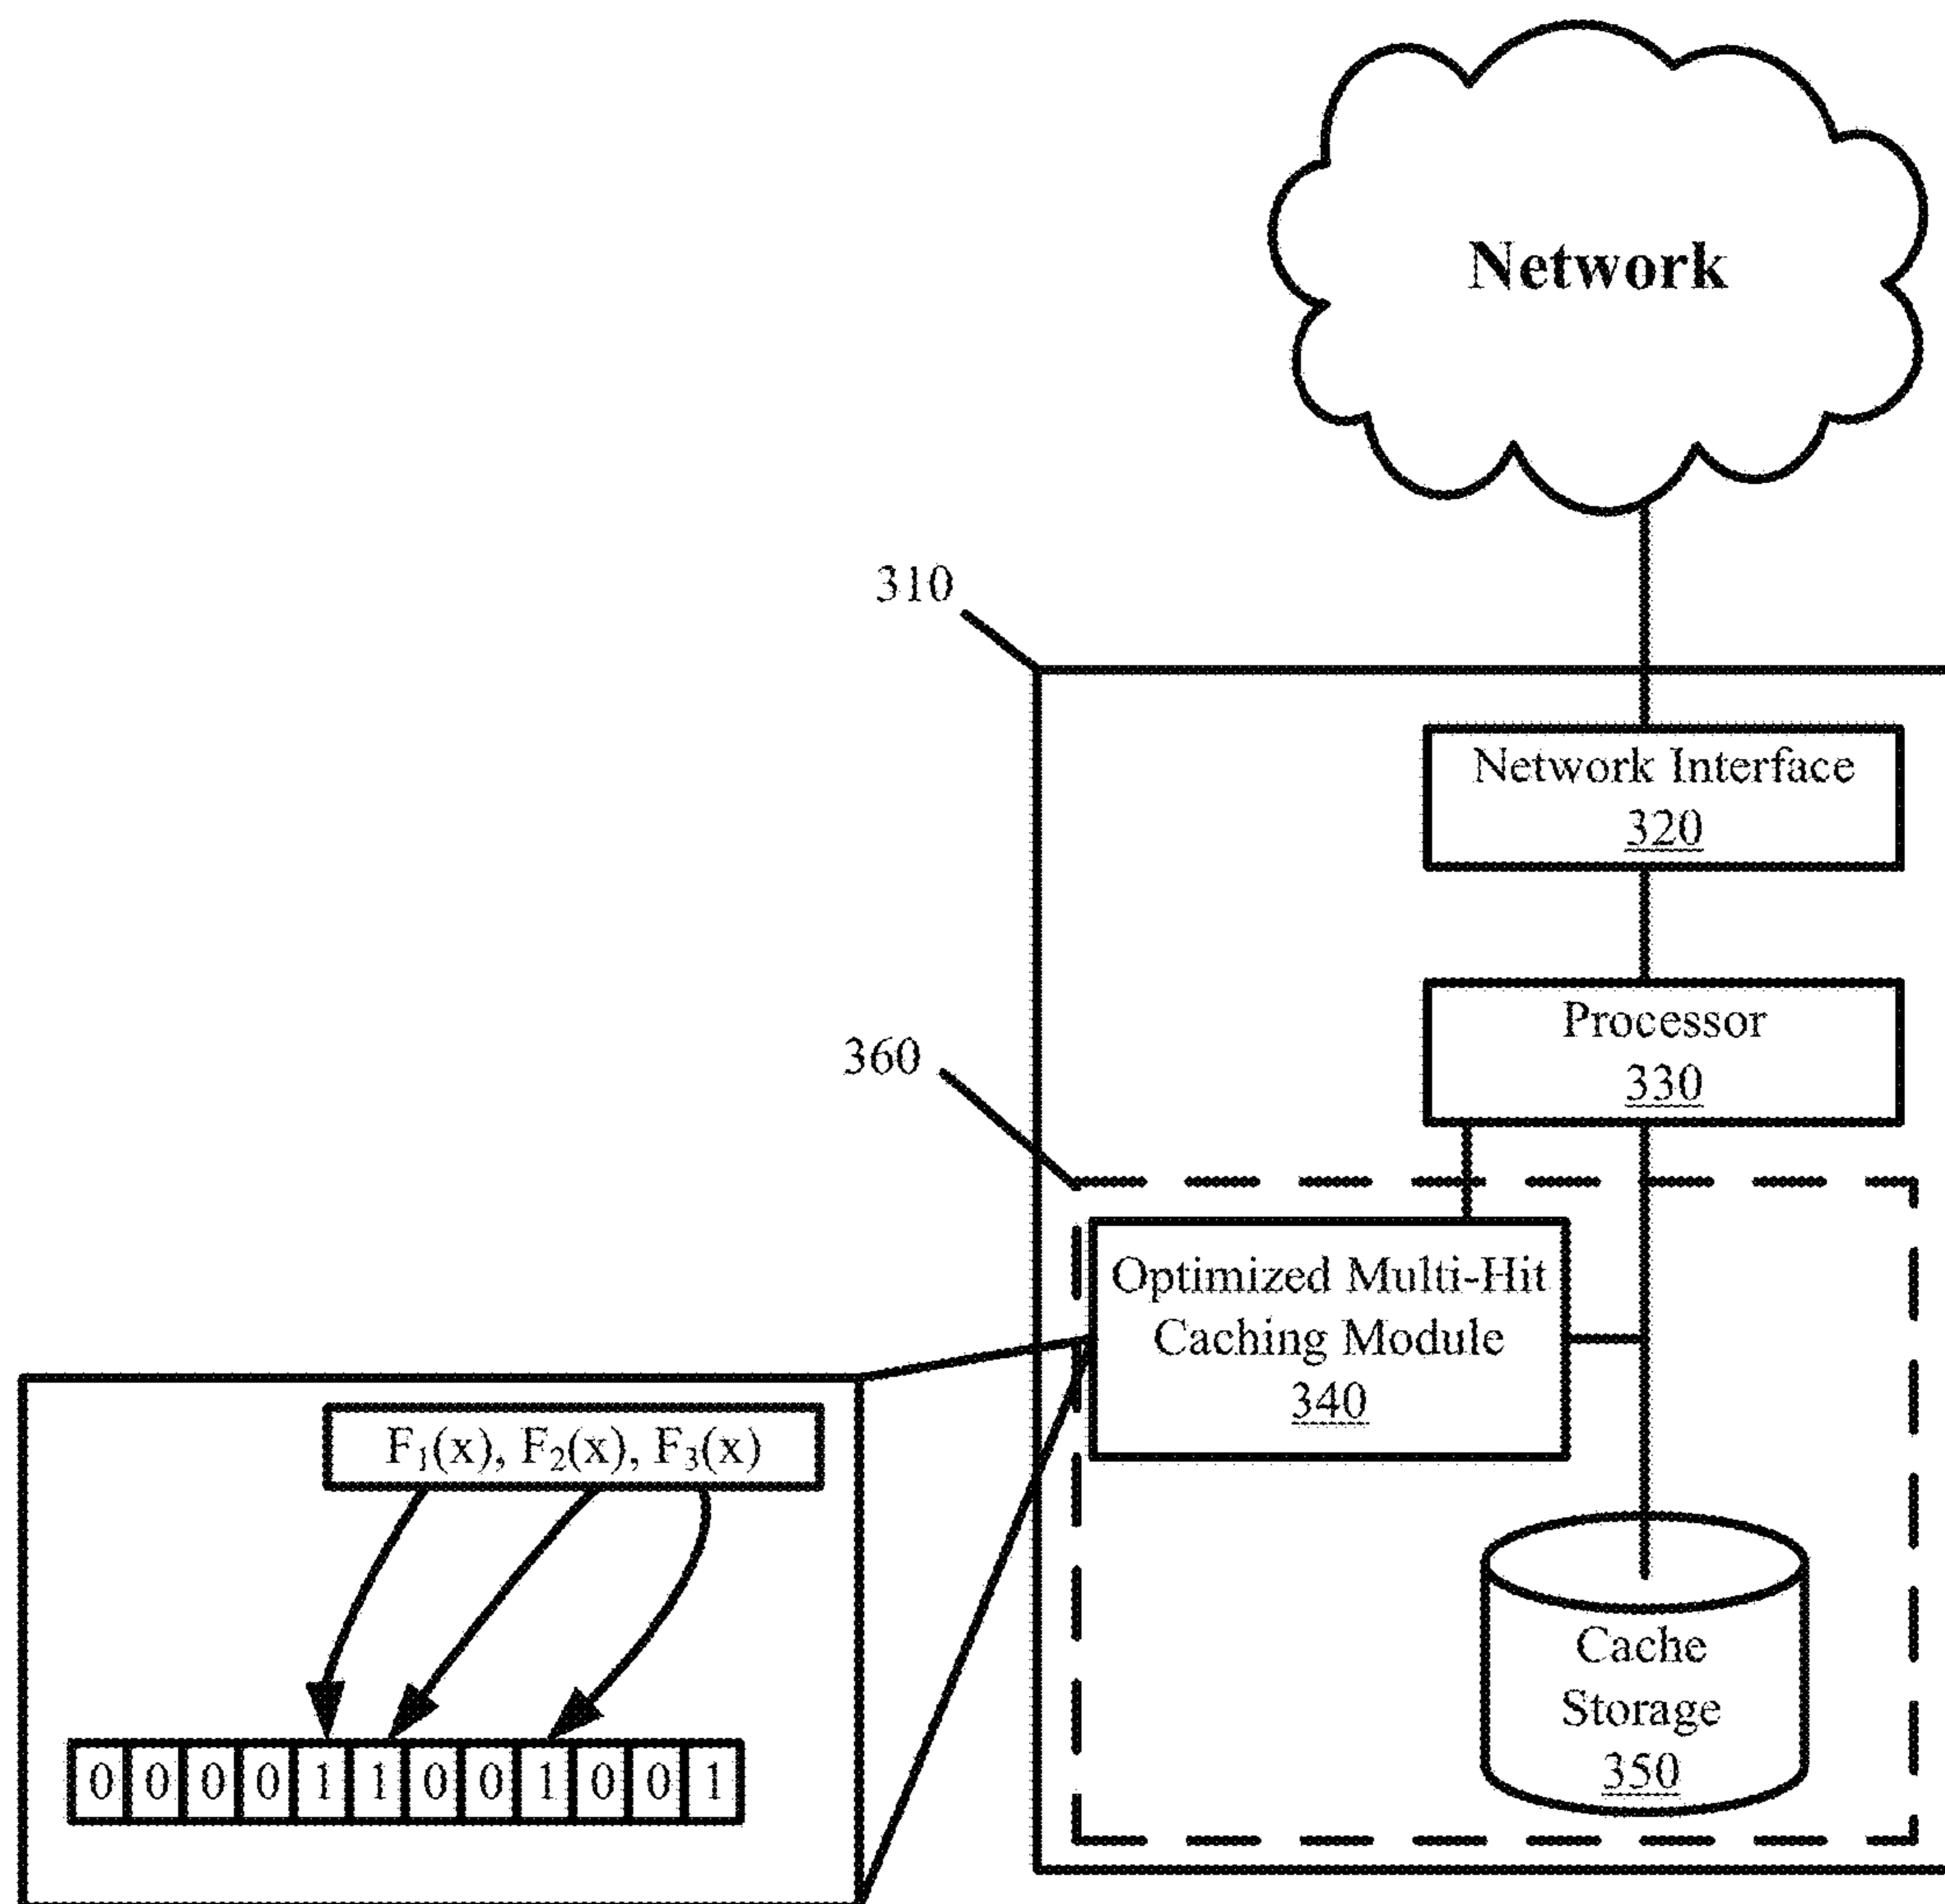 Network
310
Network Interface
320
Processor
330
360
Optimized Multi-Hit
Caching Module
340
F₁(x), F₂(x), F₃(x)
0 0 0 0 1 1 0 0 1 0 0 1
Cache
Storage
350